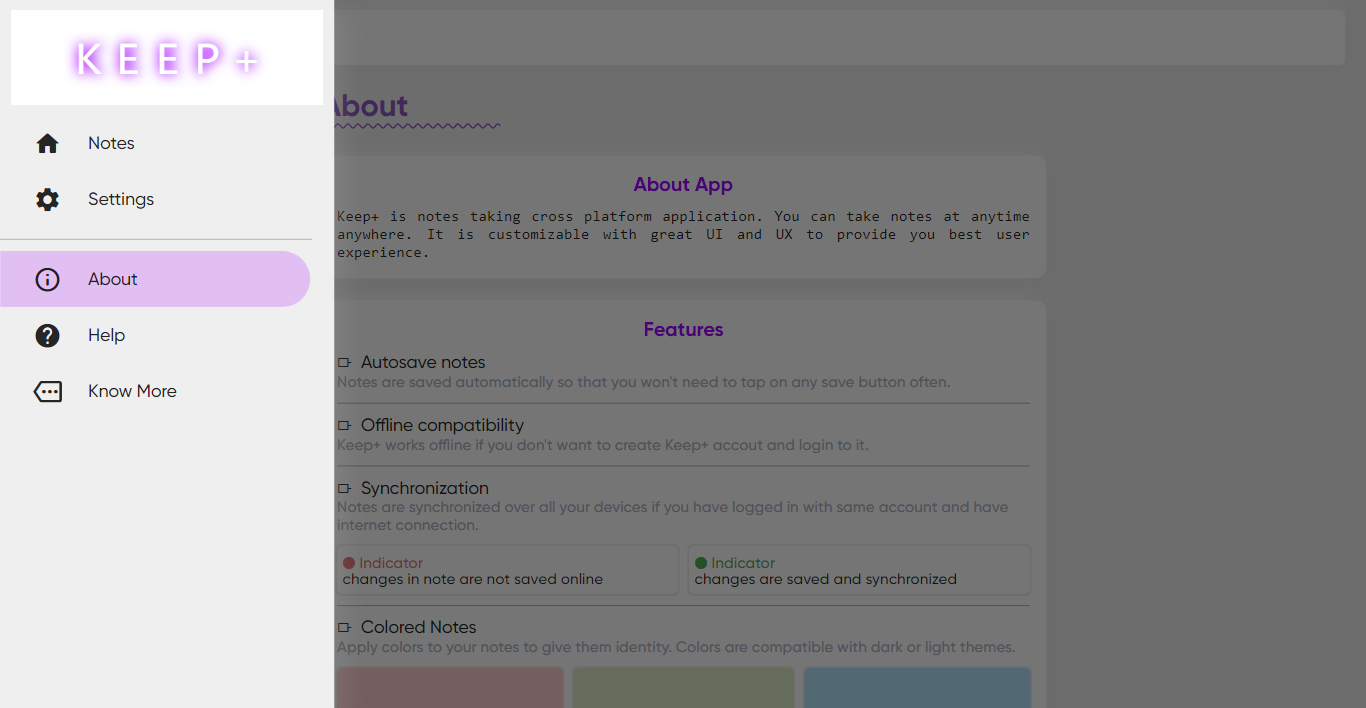 K E E P +
Notes
Settings
About
Help
Know More
About
About App
Keep+ is notes taking cross platform application. You can take notes at anytime
anywhere. It is customizable with great UI and UX to provide you best user
experience.
Features
Autosave notes
Notes are saved automatically so that you won't need to tap on any save button often.
Offline compatibility
Keep+ works offline if you don't want to create Keep+ accout and login to it.
Synchronization
Notes are synchronized over all your devices if you have logged in with same account and have
internet connection.
Indicator
changes in note are not saved online
Indicator
changes are saved and synchronized
Colored Notes
Apply colors to your notes to give them identity. Colors are compatible with dark or light themes.